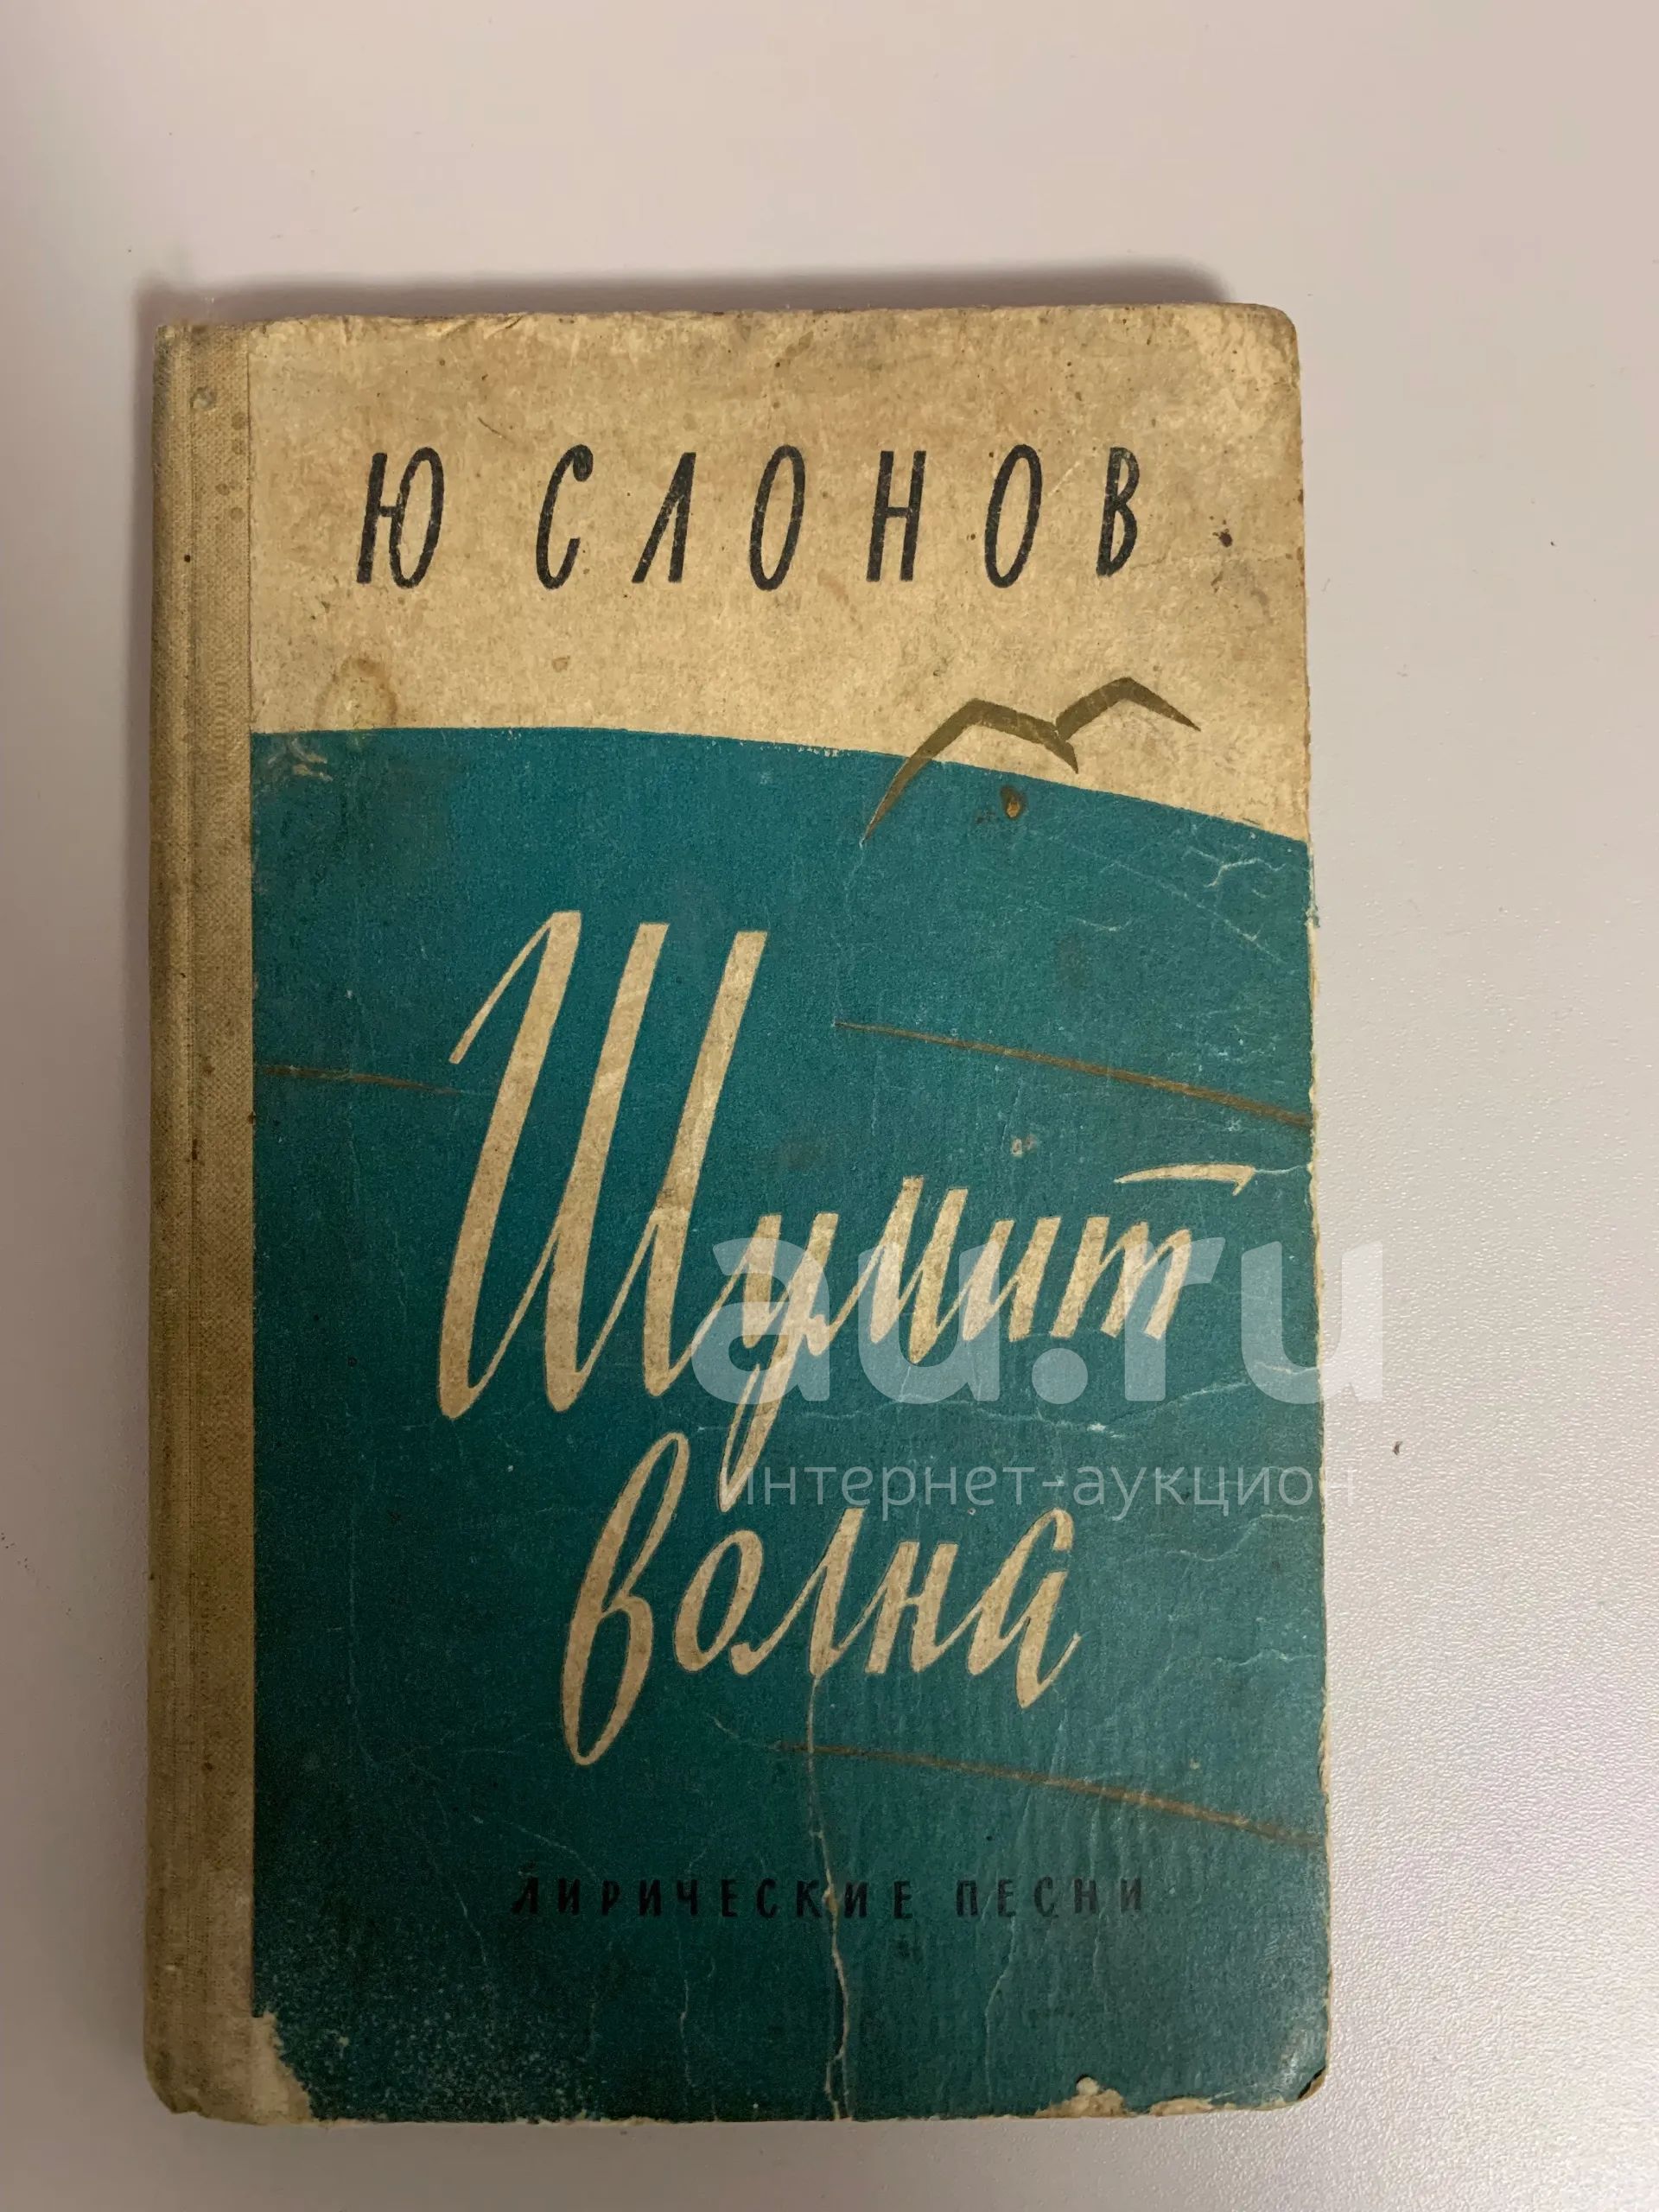 Ю СЛОНОВ
Шумит
au.ru
интернет-аукцион
волна
ЛИРИЧЕСКИЕ ПЕСНИ